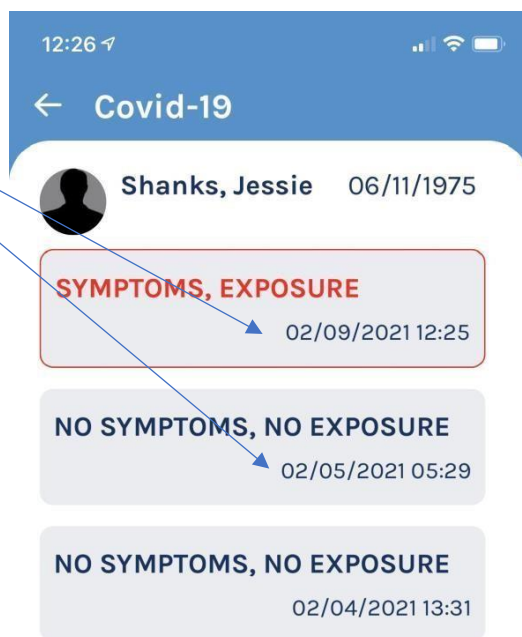 12:26
← Covid-19
Shanks, Jessie 06/11/1975
SYMPTOMS, EXPOSURE
02/09/2021 12:25
NO SYMPTOMS, NO EXPOSURE
02/05/2021 05:29
NO SYMPTOMS, NO EXPOSURE
02/04/2021 13:31